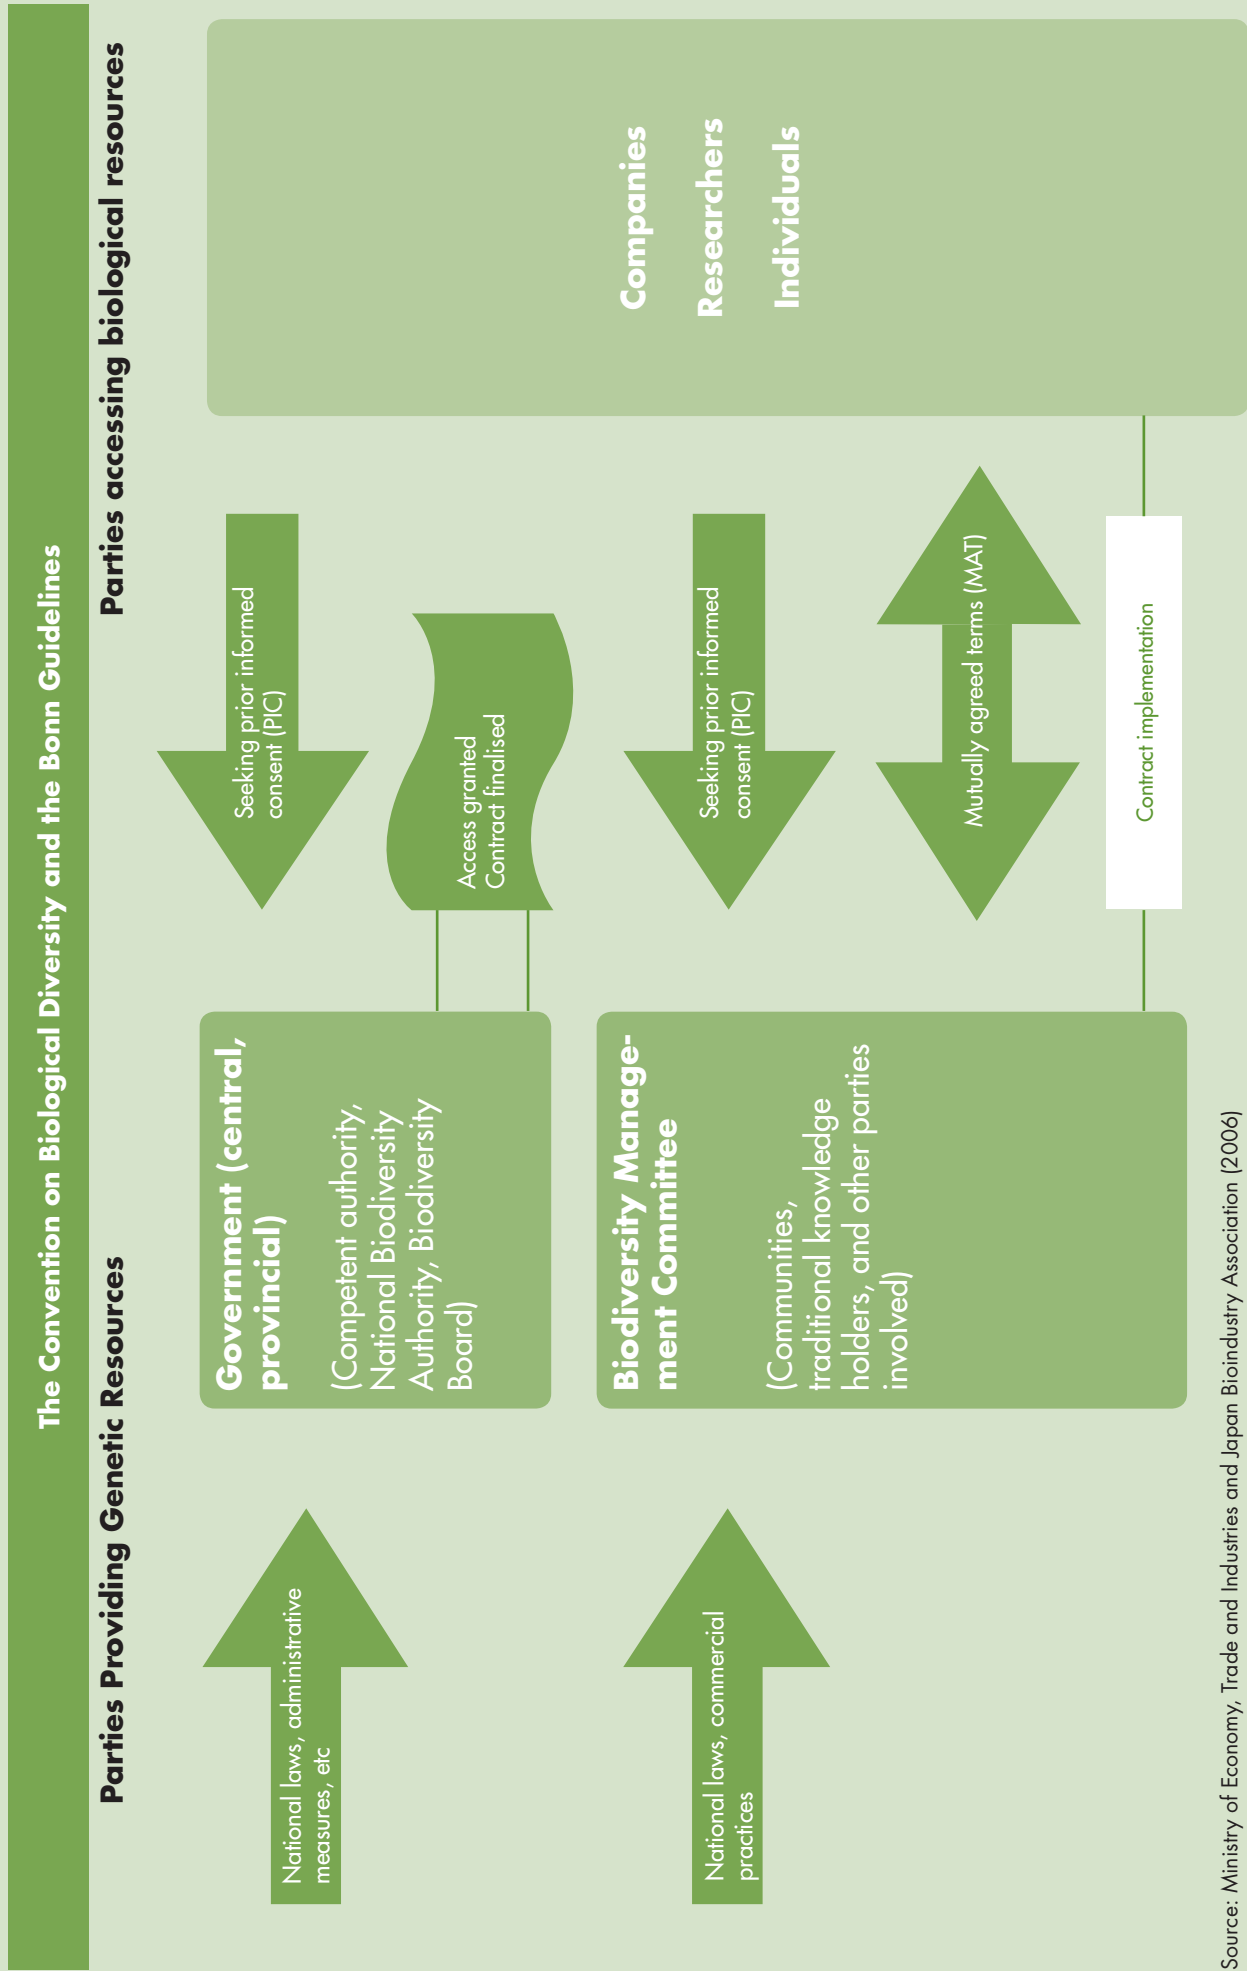 The Convention on Biological Diversity and the Bonn Guidelines
Parties Providing Genetic Resources
Parties accessing biological resources
National laws, administrative
measures, etc
Government (central,
provincial)
(Competent authority,
National Biodiversity
Authority, Biodiversity
Board)
Seeking prior informed
consent (PIC)
Access granted
Contract finalised
National laws, commercial
practices
Biodiversity Manage-
ment Committee
(Communities,
traditional knowledge
holders, and other parties
involved)
Seeking prior informed
consent (PIC)
Mutually agreed terms (MAT)
Contract implementation
Companies
Researchers
Individuals
Source: Ministry of Economy, Trade and Industries and Japan Bioindustry Association (2006)